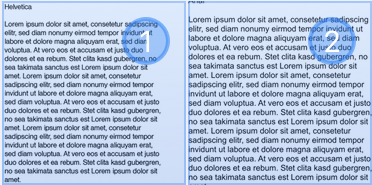 Helvetica
Lorem ipsum dolor sit amet, consetetur sadipscing
elitr, sed diam nonumy eirmod tempor invidunt ut
labore et dolore magna aliquyam erat, sed diam
voluptua. At vero eos et accusam et justo duo
dolores et ea rebum. Stet clita kasd gubergren, no
sea takimata sanctus est Lorem ipsum dolor sit
amet. Lorem ipsum dolor sit amet, consetetur
sadipscing elitr, sed diam nonumy eirmod tempor
invidunt ut labore et dolore magna aliquyam erat,
sed diam voluptua. At vero eos et accusam et justo
duo dolores et ea rebum. Stet clita kasd gubergren,
no sea takimata sanctus est Lorem ipsum dolor sit
amet. Lorem ipsum dolor sit amet, consetetur
sadipscing elitr, sed diam nonumy eirmod tempor
invidunt ut labore et dolore magna aliquyam erat,
sed diam voluptua. At vero eos et accusam et justo
duo dolores et ea rebum. Stet clita kasd gubergren,
no sea takimata sanctus est Lorem ipsum dolor sit
amet.
1
Lorem ipsum dolor sit amet, consetetur
sadipscing elitr, sed diam nonumy eirmod tempor
invidunt ut labore et dolore magna aliquyam erat,
sed diam voluptua. At vero eos et accusam et justo
duo dolores et ea rebum. Stet clita kasd gubergren,
no sea takimata sanctus est Lorem ipsum dolor sit
amet. Lorem ipsum dolor sit amet, consetetur
sadipscing elitr, sed diam nonumy eirmod tempor
invidunt ut labore et dolore magna aliquyam erat,
sed diam voluptua. At vero eos et accusam et justo
duo dolores et ea rebum. Stet clita kasd gubergren,
no sea takimata sanctus est Lorem ipsum dolor sit
amet. Lorem ipsum dolor sit amet, consetetur
sadipscing elitr, sed diam nonumy eirmod tempor
invidunt ut labore et dolore magna aliquyam erat,
sed diam voluptua. At vero eos et accusam et justo
duo dolores et ea rebum. Stet clita kasd gubergren,
no sea takimata sanctus est Lorem ipsum dolor sit
2